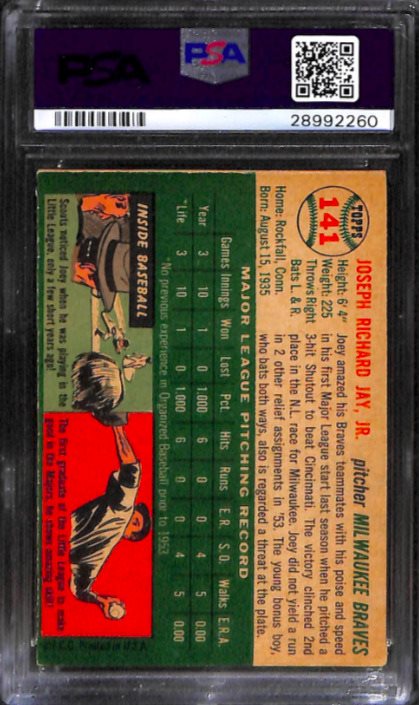 PSA
PSA
28992260
TOPPS
141
JOSEPH RICHARD JAY, JR. pitcher MILWAUKEE BRAVES
Height: 6' 4"
Weight: 225
Throws Right
Bats L. & R.
Home: Rockfall, Conn.
Born: August 15, 1935
Joey amazed his Braves teammates with his poise and speed
in his first Major League start last season when he pitched a
3-hit Shutout to beat Cincinnati. The victory clinched 2nd
place in the N.L. race for Milwaukee. Joey did not yield a run
in 2 other relief assignments in '53. The young bonus boy,
who bats both ways, also is regarded a threat at the plate.
MAJOR LEAGUE PITCHING RECORD
Games Innings Won Lost Pct. Hits Runs E.R. S.O. Walks E.R.A.
Year 3 10 1 0 1.000 6 0 0 4 5 0.00
*Life 3 10 1 0 1.000 6 0 0 4 5 0.00
*No previous experience in Organized Baseball prior to 1953
INSIDE BASEBALL
Scouts noticed Joey when he was playing in the
Little League, only a few short years ago!
The first graduate of the Little League to make
good in the Majors, he shows amazing skill!
T.C.G. Printed in U.S.A.